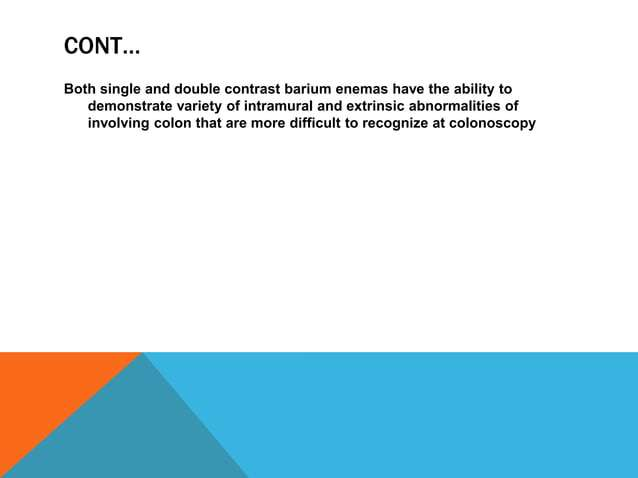 CONT...
Both single and double contrast barium enemas have the ability to
demonstrate variety of intramural and extrinsic abnormalities of
involving colon that are more difficult to recognize at colonoscopy